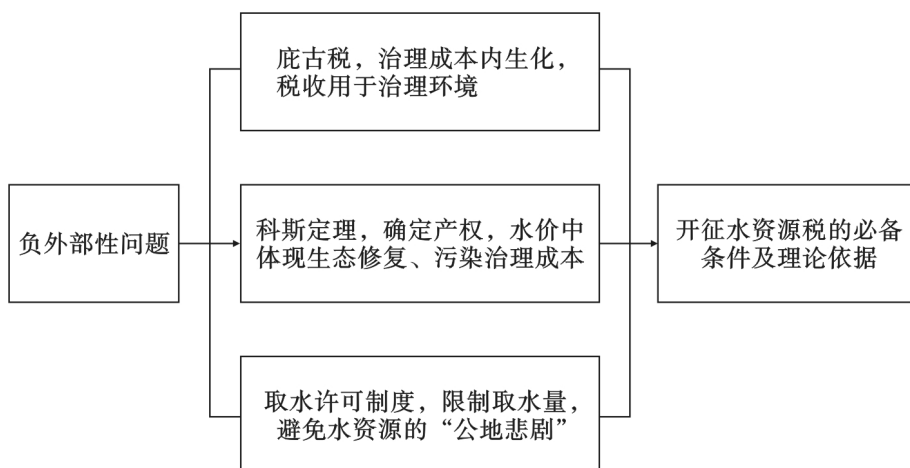 庇古税，治理成本内生化，
税收用于治理环境
负外部性问题
科斯定理，确定产权，水价中
体现生态修复、污染治理成本
开征水资源税的必备
条件及理论依据
取水许可制度，限制取水量，
避免水资源的“公地悲剧”